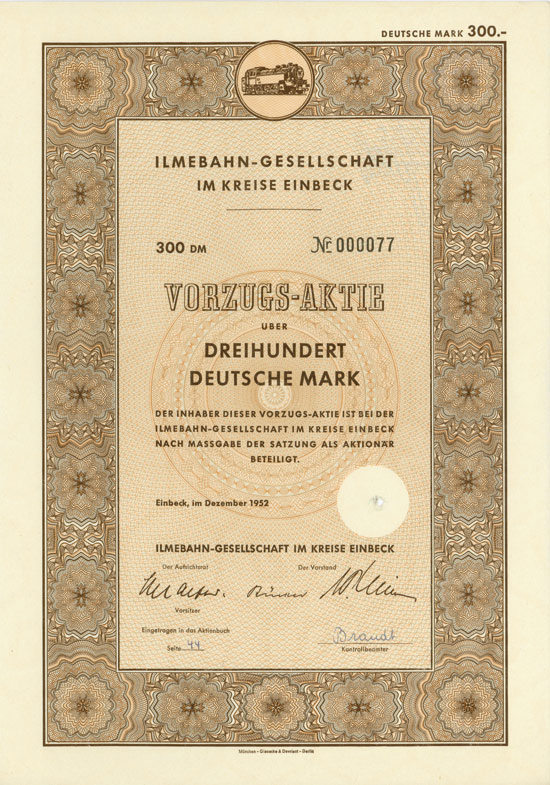 DEUTSCHE MARK 300.-
ILMEBAHN-GESELLSCHAFT
IM KREISE EINBECK
300 DM № 000077
VORZUGS-AKTIE
ÜBER
DREIHUNDERT
DEUTSCHE MARK
DER INHABER DIESER VORZUGS-AKTIE IST BEI DER
ILMEBAHN-GESELLSCHAFT IM KREISE EINBECK
NACH MASSGABE DER SATZUNG ALS AKTIONÄR
BETEILIGT.
Einbeck, im Dezember 1952
ILMEBAHN-GESELLSCHAFT IM KREISE EINBECK
Der Aufsichtsrat Der Vorstand
Vorsitzer
Eingetragen in das Aktienbuch Brandt
Seite 44 Kontrollbeamter
München – Giesecke & Devrient – Berlin